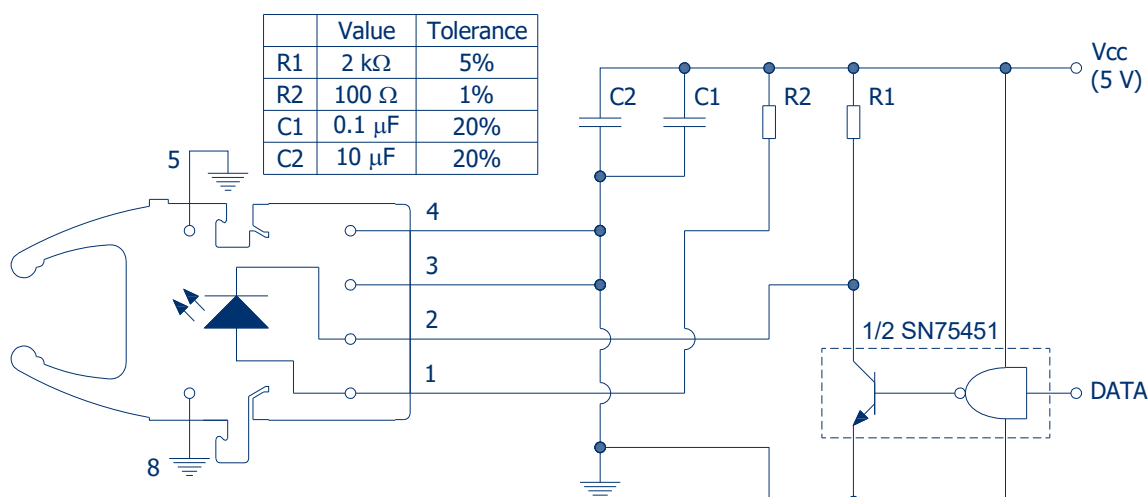 Value Tolerance
R1 2 kΩ 5%
R2 100 Ω 1%
C1 0.1 μF 20%
C2 10 μF 20%
Vcc
(5 V)
C2 C1 R2 R1
5
4
3
2
1
8
1/2 SN75451
DATA